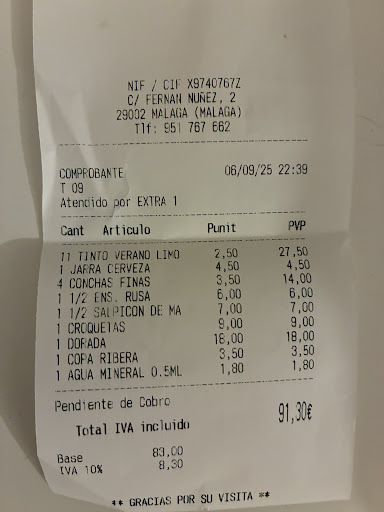 NIF / CIF X9740767Z
C/ FERNAN NUÑEZ, 2
29002 MALAGA (MALAGA)
Tlf: 951 767 662
COMPROBANTE 06/09/25 22:39
T 09
Atendido por EXTRA 1
Cant Articulo Punit PVP
11 TINTO VERANO LIMO 2,50 27,50
1 JARRA CERVEZA 4,50 4,50
4 CONCHAS FINAS 3,50 14,00
1 1/2 ENS. RUSA 6,00 6,00
1 1/2 SALPICON DE MA 7,00 7,00
1 CROQUETAS 9,00 9,00
1 DORADA 18,00 18,00
1 COPA RIBERA 3,50 3,50
1 AGUA MINERAL 0.5ML 1,80 1,80
Pendiente de Cobro 91,30€
Total IVA incluido
Base 83,00
IVA 10% 8,30
** GRACIAS POR SU VISITA **